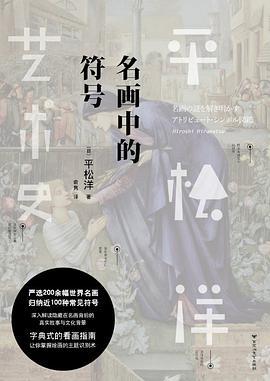 艺术史
平松洋
名画中的
符号
名画の謎を解き明かす
アトリビュート・シンボル図鑑
Hiroshi Hiramatsu
[日] 平松洋 著
俞隽 译
严选200余幅世界名画
归纳近100种常见符号
深入解读隐藏在名画背后的
真实故事与文化背景
字典式的看画指南
让你掌握绘画的主题识别术